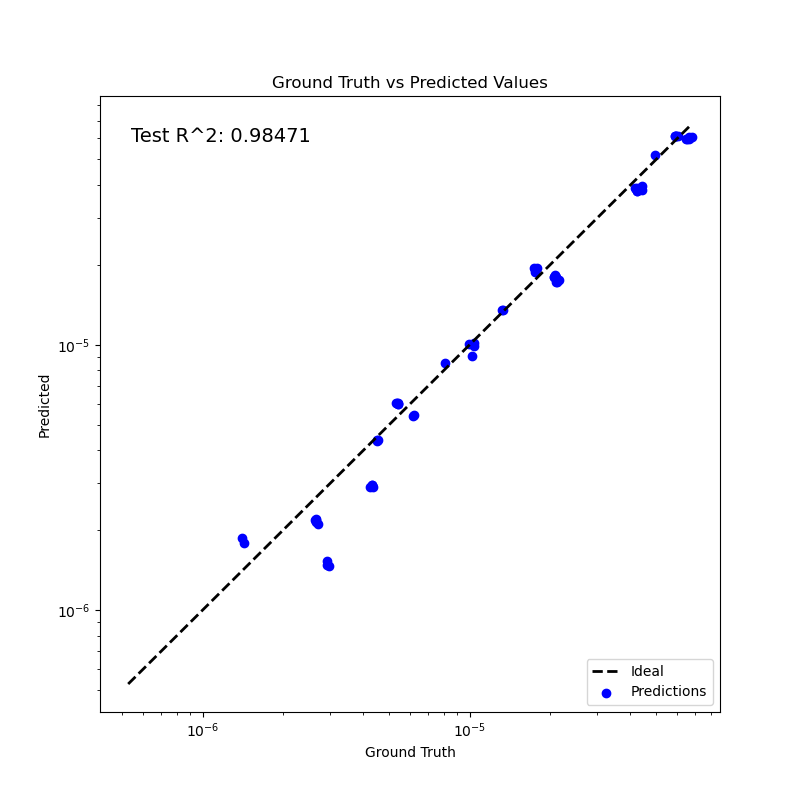 Ground Truth vs Predicted Values
Test R^2: 0.98471
10⁻⁵
10⁻⁶
Predicted
10⁻⁶ 10⁻⁵
Ground Truth
Ideal
Predictions